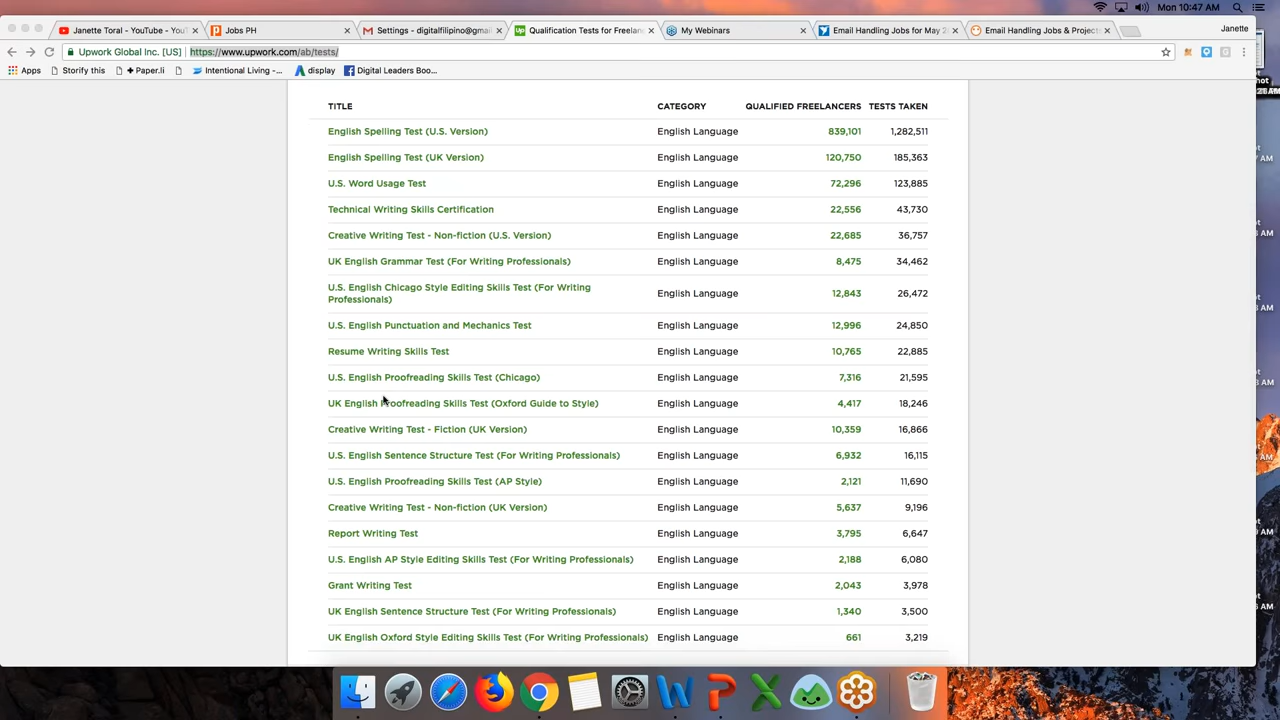 Mon 10:47 AM
Janette Toral - YouTube - You
Jobs PH
Settings - digitalfilipino@gmai
Qualification Tests for Freelan
My Webinars
Email Handling Jobs for May 2
Email Handling Jobs & Project
Janette
Upwork Global Inc. [US] https://www.upwork.com/ab/tests/
Apps Storify this + Paper.li Intentional Living -... display Digital Leaders Boo...
TITLE CATEGORY QUALIFIED FREELANCERS TESTS TAKEN
English Spelling Test (U.S. Version) English Language 839,101 1,282,511
English Spelling Test (UK Version) English Language 120,750 185,363
U.S. Word Usage Test English Language 72,296 123,885
Technical Writing Skills Certification English Language 22,556 43,730
Creative Writing Test - Non-fiction (U.S. Version) English Language 22,685 36,757
UK English Grammar Test (For Writing Professionals) English Language 8,475 34,462
U.S. English Chicago Style Editing Skills Test (For Writing
Professionals) English Language 12,843 26,472
U.S. English Punctuation and Mechanics Test English Language 12,996 24,850
Resume Writing Skills Test English Language 10,765 22,885
U.S. English Proofreading Skills Test (Chicago) English Language 7,316 21,595
UK English Proofreading Skills Test (Oxford Guide to Style) English Language 4,417 18,246
Creative Writing Test - Fiction (UK Version) English Language 10,359 16,866
U.S. English Sentence Structure Test (For Writing Professionals) English Language 6,932 16,115
U.S. English Proofreading Skills Test (AP Style) English Language 2,121 11,690
Creative Writing Test - Non-fiction (UK Version) English Language 5,637 9,196
Report Writing Test English Language 3,795 6,647
U.S. English AP Style Editing Skills Test (For Writing Professionals) English Language 2,188 6,080
Grant Writing Test English Language 2,043 3,978
UK English Sentence Structure Test (For Writing Professionals) English Language 1,340 3,500
UK English Oxford Style Editing Skills Test (For Writing Professionals) English Language 661 3,219